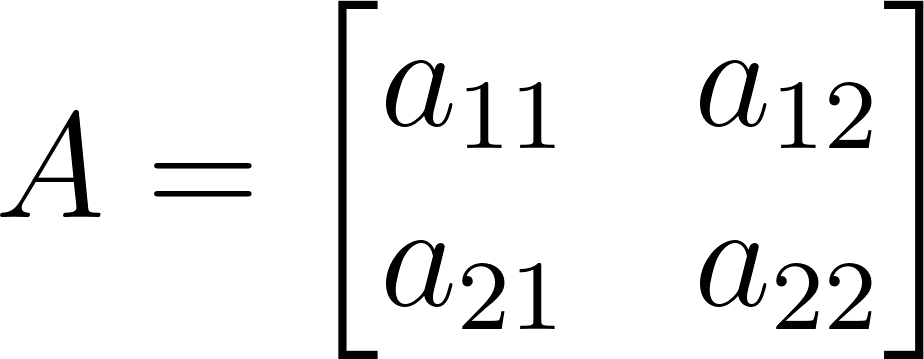 A = [a₁₁ a₁₂
a₂₁ a₂₂]